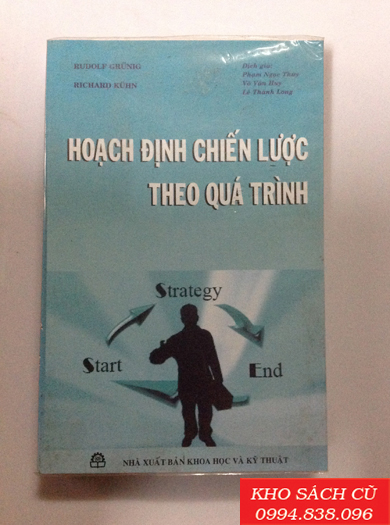 RUDOLF GRÜNIG
RICHARD KÜHN
Dịch giả:
Phạm Ngọc Thúy
Võ Văn Huy
Lê Thành Long
HOẠCH ĐỊNH CHIẾN LƯỢC
THEO QUÁ TRÌNH
Strategy
Start
End
NHÀ XUẤT BẢN KHOA HỌC VÀ KỸ THUẬT
KHO SÁCH CŨ
0994.838.096